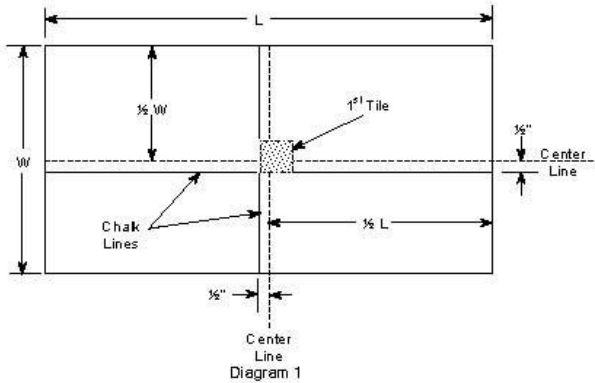 L
½ W
1st Tile
½"
W
Center
Line
Chalk
Lines
½ L
½"
Center
Line
Diagram 1